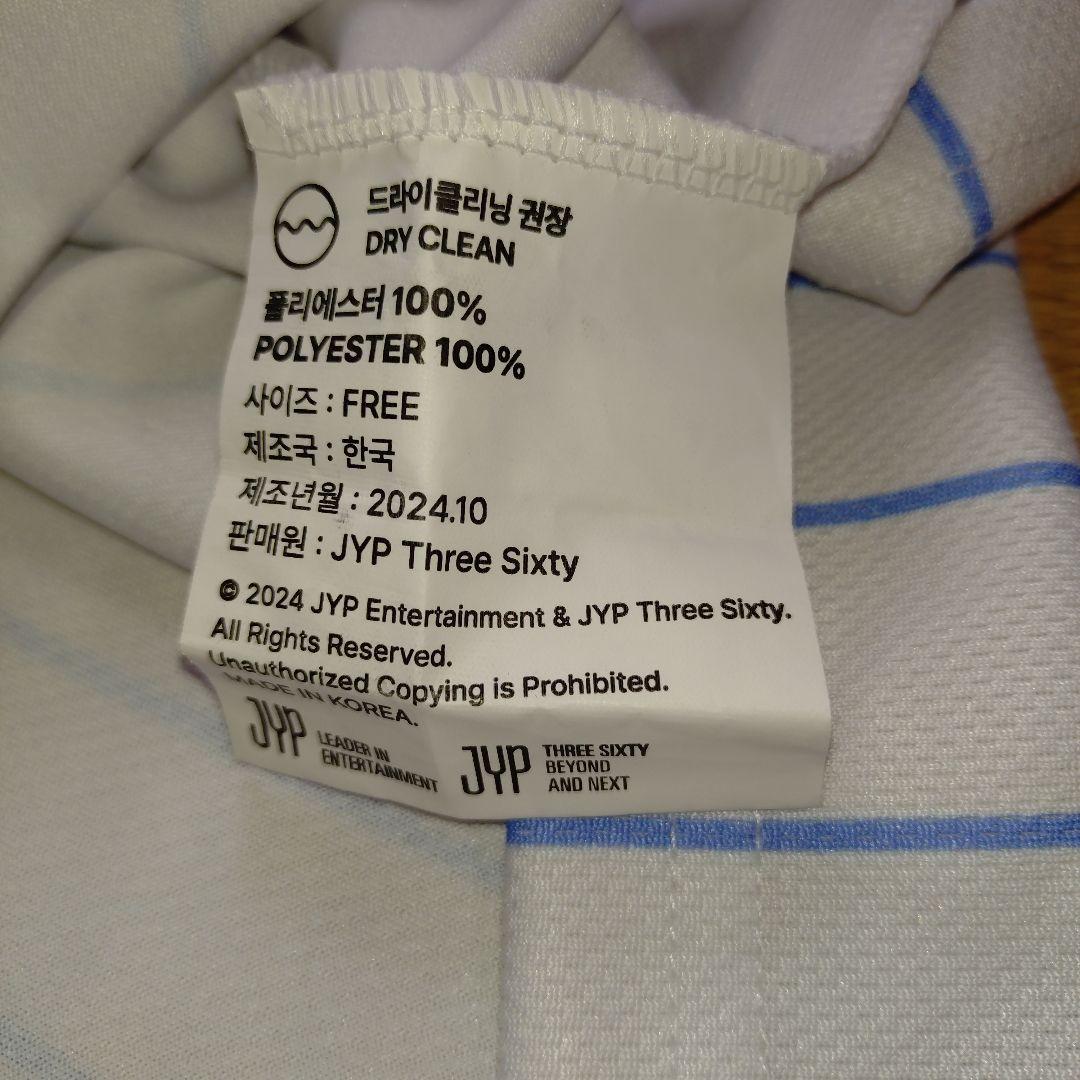 드라이클리닝 권장
DRY CLEAN
폴리에스터 100%
POLYESTER 100%
사이즈 : FREE
제조국 : 한국
제조년월 : 2024.10
판매원 : JYP Three Sixty
© 2024 JYP Entertainment & JYP Three Sixty.
All Rights Reserved.
Unauthorized Copying is Prohibited.
MADE IN KOREA.
JYP LEADER IN
ENTERTAINMENT
JYP THREE SIXTY
BEYOND
AND NEXT